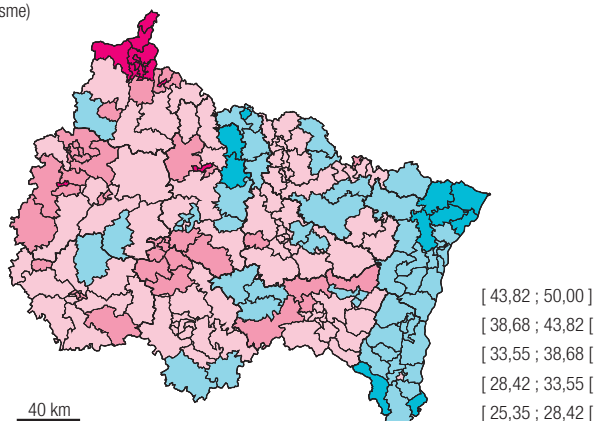 sme)
[ 43,82 ; 50,00 ]
[ 38,68 ; 43,82 [
[ 33,55 ; 38,68 [
[ 28,42 ; 33,55 [
[ 25,35 ; 28,42 [
40 km